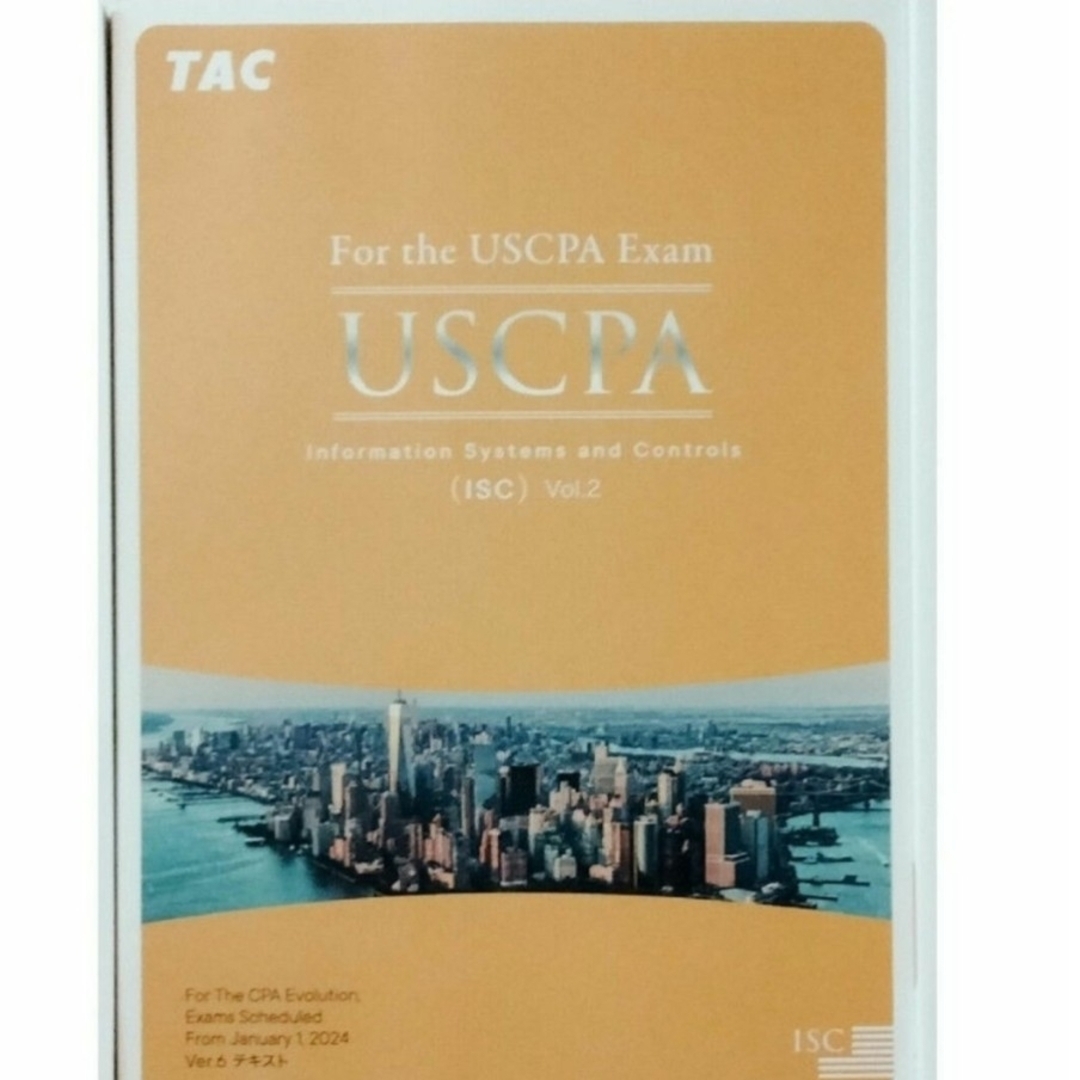 TAC
For the USCPA Exam
USCPA
Information Systems and Controls
(ISC) Vol.2
For The CPA Evolution,
Exams Scheduled
From January 1, 2024
Ver.6 テキスト
ISC